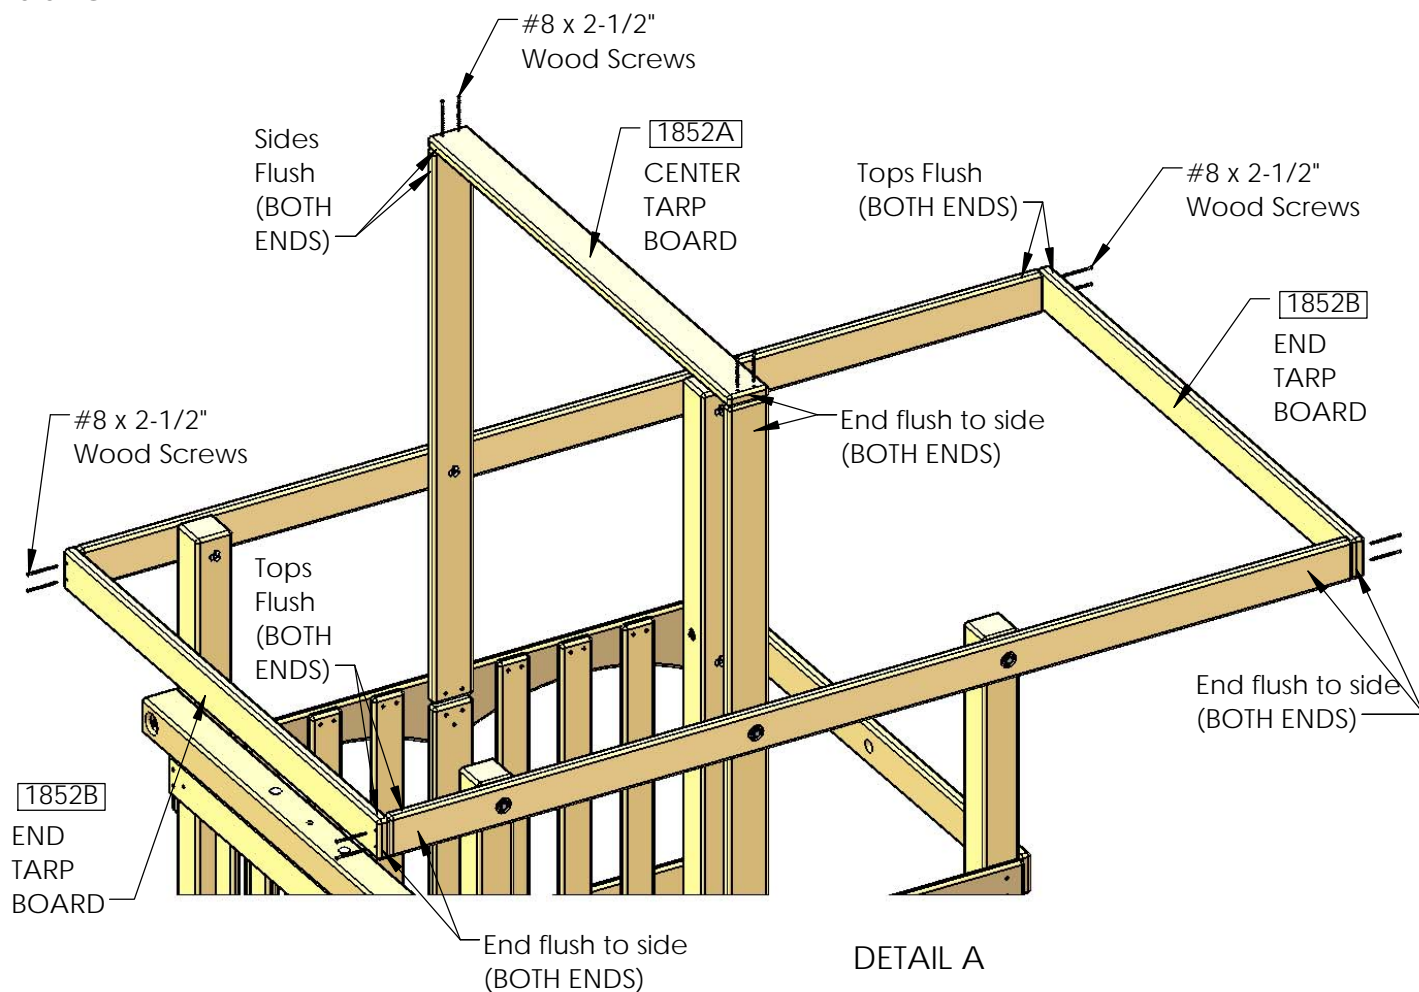 #8 x 2-1/2"
Wood Screws
Sides
Flush
(BOTH
ENDS)
1852A
CENTER
TARP
BOARD
Tops Flush
(BOTH ENDS)
#8 x 2-1/2"
Wood Screws
1852B
END
TARP
BOARD
#8 x 2-1/2"
Wood Screws
End flush to side
(BOTH ENDS)
Tops
Flush
(BOTH
ENDS)
End flush to side
(BOTH ENDS)
1852B
END
TARP
BOARD
End flush to side
(BOTH ENDS)
DETAIL A